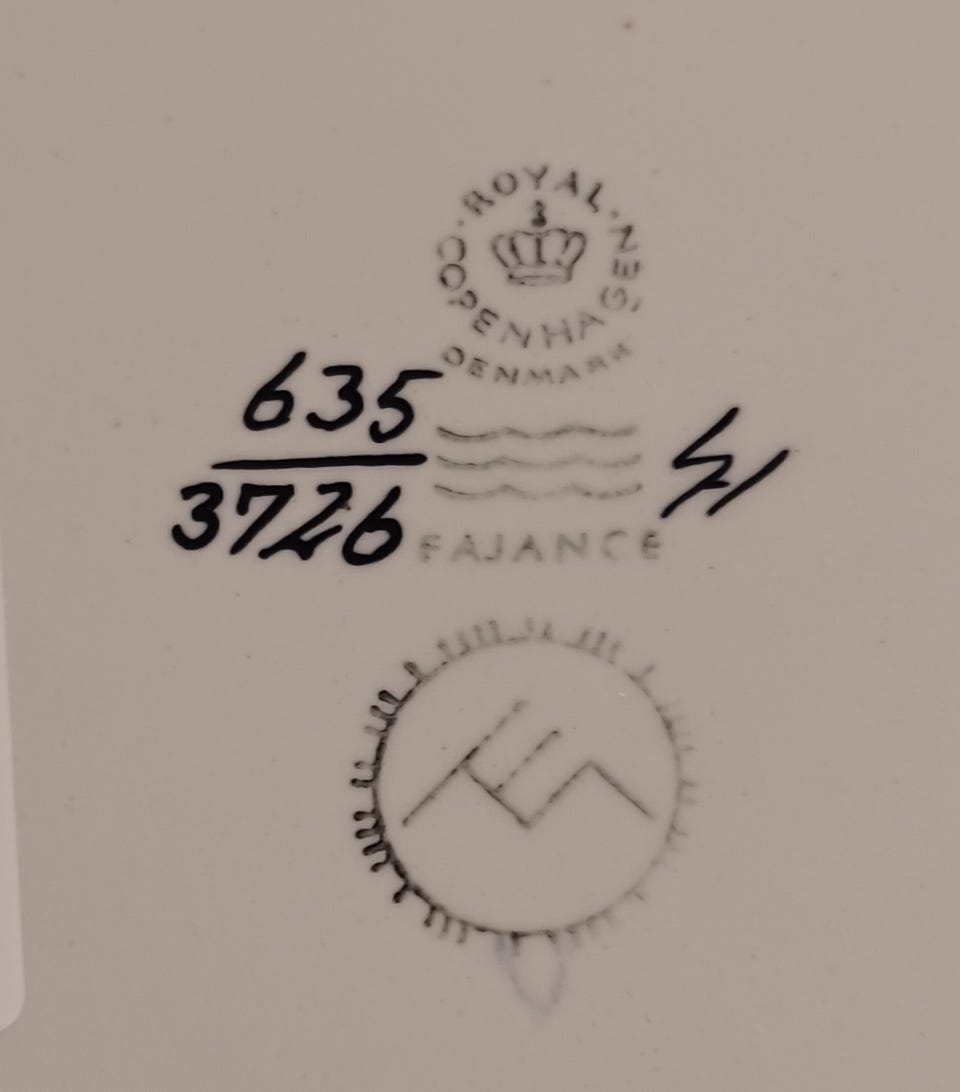 ROYAL
COPENHAGEN
DENMARK
635
3726
FAJANCE